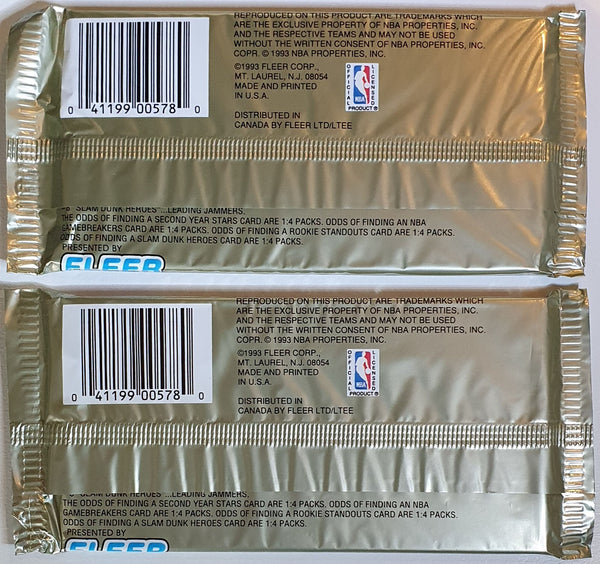 REPRODUCED ON THIS PRODUCT ARE TRADEMARKS WHICH
ARE THE EXCLUSIVE PROPERTY OF NBA PROPERTIES, INC.
AND THE RESPECTIVE TEAMS AND MAY NOT BE USED
WITHOUT THE WRITTEN CONSENT OF NBA PROPERTIES, INC.
COPR. © 1993 NBA PROPERTIES, INC.
©1993 FLEER CORP.,
MT. LAUREL, N.J. 08054
MADE AND PRINTED
IN U.S.A.
OFFICIAL LICENSED
NBA
PRODUCT®
0 41199 00578 0
DISTRIBUTED IN
CANADA BY FLEER LTD/LTEE
"SLAM DUNK HEROES"...LEADING JAMMERS.
THE ODDS OF FINDING A SECOND YEAR STARS CARD ARE 1:4 PACKS. ODDS OF FINDING AN NBA
GAMEBREAKERS CARD ARE 1:4 PACKS. ODDS OF FINDING A ROOKIE STANDOUTS CARD ARE 1:4 PACKS.
ODDS OF FINDING A SLAM DUNK HEROES CARD ARE 1:4 PACKS.
PRESENTED BY
FLEER
REPRODUCED ON THIS PRODUCT ARE TRADEMARKS WHICH
ARE THE EXCLUSIVE PROPERTY OF NBA PROPERTIES, INC.
AND THE RESPECTIVE TEAMS AND MAY NOT BE USED
WITHOUT THE WRITTEN CONSENT OF NBA PROPERTIES, INC.
COPR. © 1993 NBA PROPERTIES, INC.
©1993 FLEER CORP.,
MT. LAUREL, N.J. 08054
MADE AND PRINTED
IN U.S.A.
OFFICIAL LICENSED
NBA
PRODUCT®
0 41199 00578 0
DISTRIBUTED IN
CANADA BY FLEER LTD/LTEE
"SLAM DUNK HEROES"...LEADING JAMMERS.
THE ODDS OF FINDING A SECOND YEAR STARS CARD ARE 1:4 PACKS. ODDS OF FINDING AN NBA
GAMEBREAKERS CARD ARE 1:4 PACKS. ODDS OF FINDING A ROOKIE STANDOUTS CARD ARE 1:4 PACKS.
ODDS OF FINDING A SLAM DUNK HEROES CARD ARE 1:4 PACKS.
PRESENTED BY
FLEER